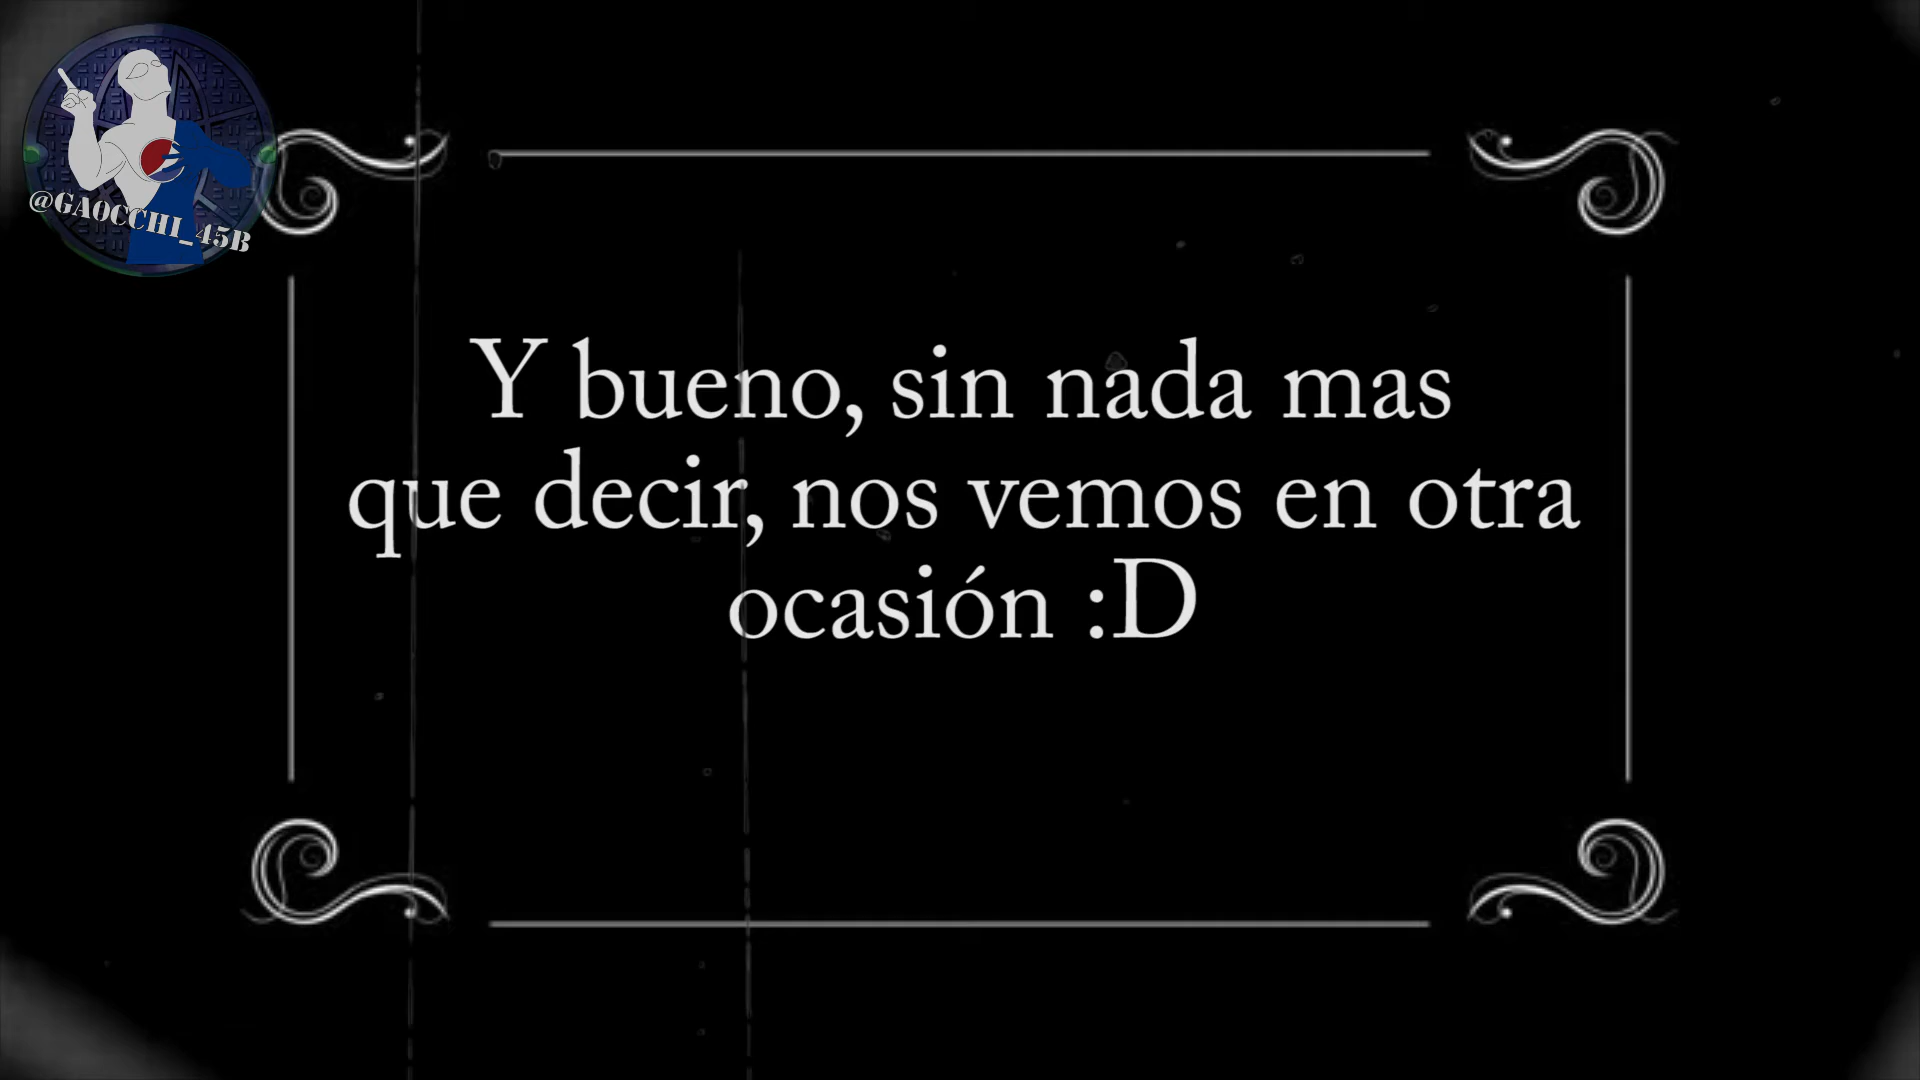 @GAOCCHI_45B
Y bueno, sin nada mas
que decir, nos vemos en otra
ocasión :D